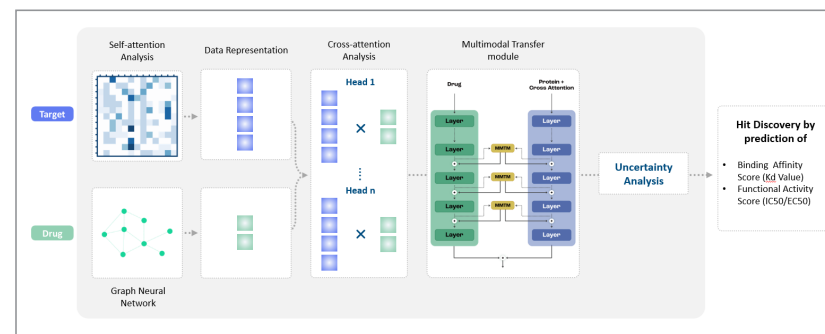 Self-attention
Analysis
Data Representation
Cross-attention
Analysis
Multimodal Transfer
module
Target
Drug
Graph Neural
Network
Head 1
×
Head n
×
Drug
Protein +
Cross Attention
Layer
Layer
Layer
MMTM
Layer
Layer
MMTM
Layer
Layer
MMTM
Layer
Layer
Layer
Uncertainty
Analysis
Hit Discovery by
prediction of
• Binding Affinity
Score (Kd Value)
• Functional Activity
Score (IC50/EC50)